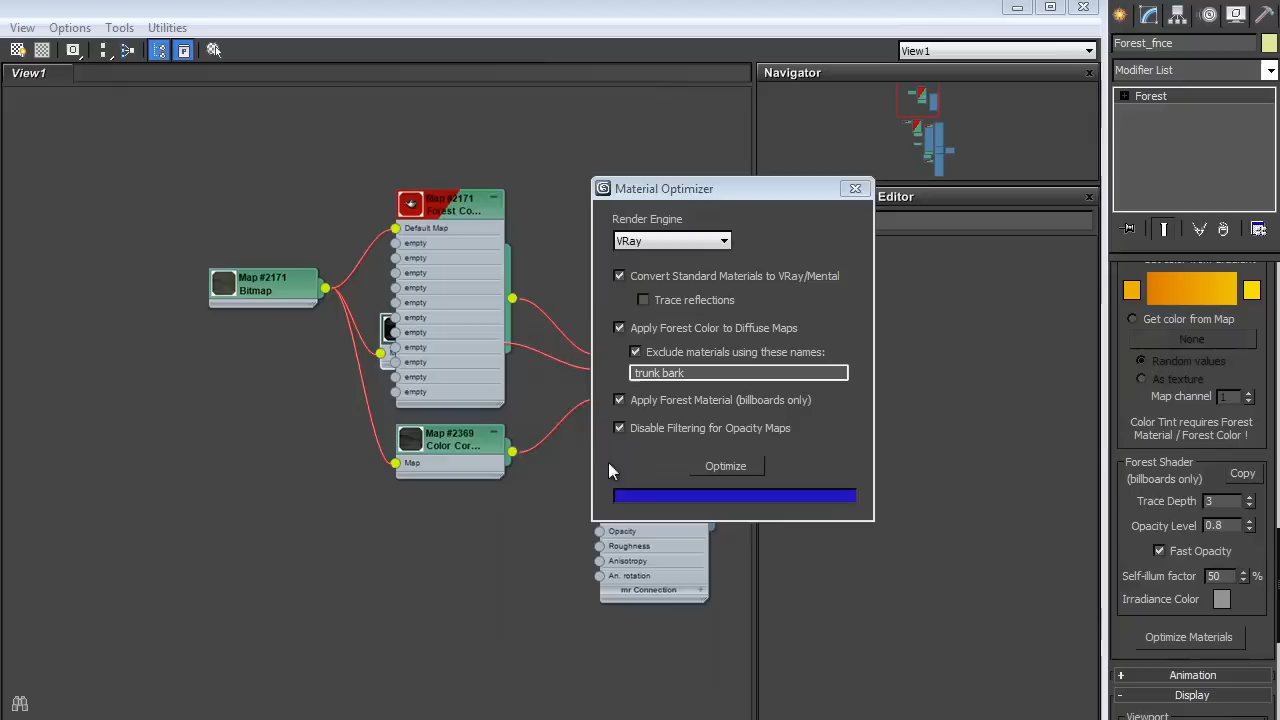 View Options Tools Utilities
View1
View1
Navigator
Map #2171
Forest Co...
Default Map
empty
empty
empty
empty
empty
empty
empty
empty
empty
empty
empty
Map #2171
Bitmap
Map #2369
Color Cor...
Map
Opacity
Roughness
Anisotropy
An. rotation
mr Connection +
Material Optimizer
Render Engine
VRay
Convert Standard Materials to VRay/Mental
Trace reflections
Apply Forest Color to Diffuse Maps
Exclude materials using these names:
trunk bark
Apply Forest Material (billboards only)
Disable Filtering for Opacity Maps
Optimize
Editor
Forest_fnce
Modifier List
Forest
Get color from Map
None
Random values
As texture
Map channel 1
Color Tint requires Forest
Material / Forest Color !
Forest Shader
(billboards only) Copy
Trace Depth 3
Opacity Level 0.8
Fast Opacity
Self-illum factor 50 %
Irradiance Color
Optimize Materials
+ Animation
- Display
Viewport